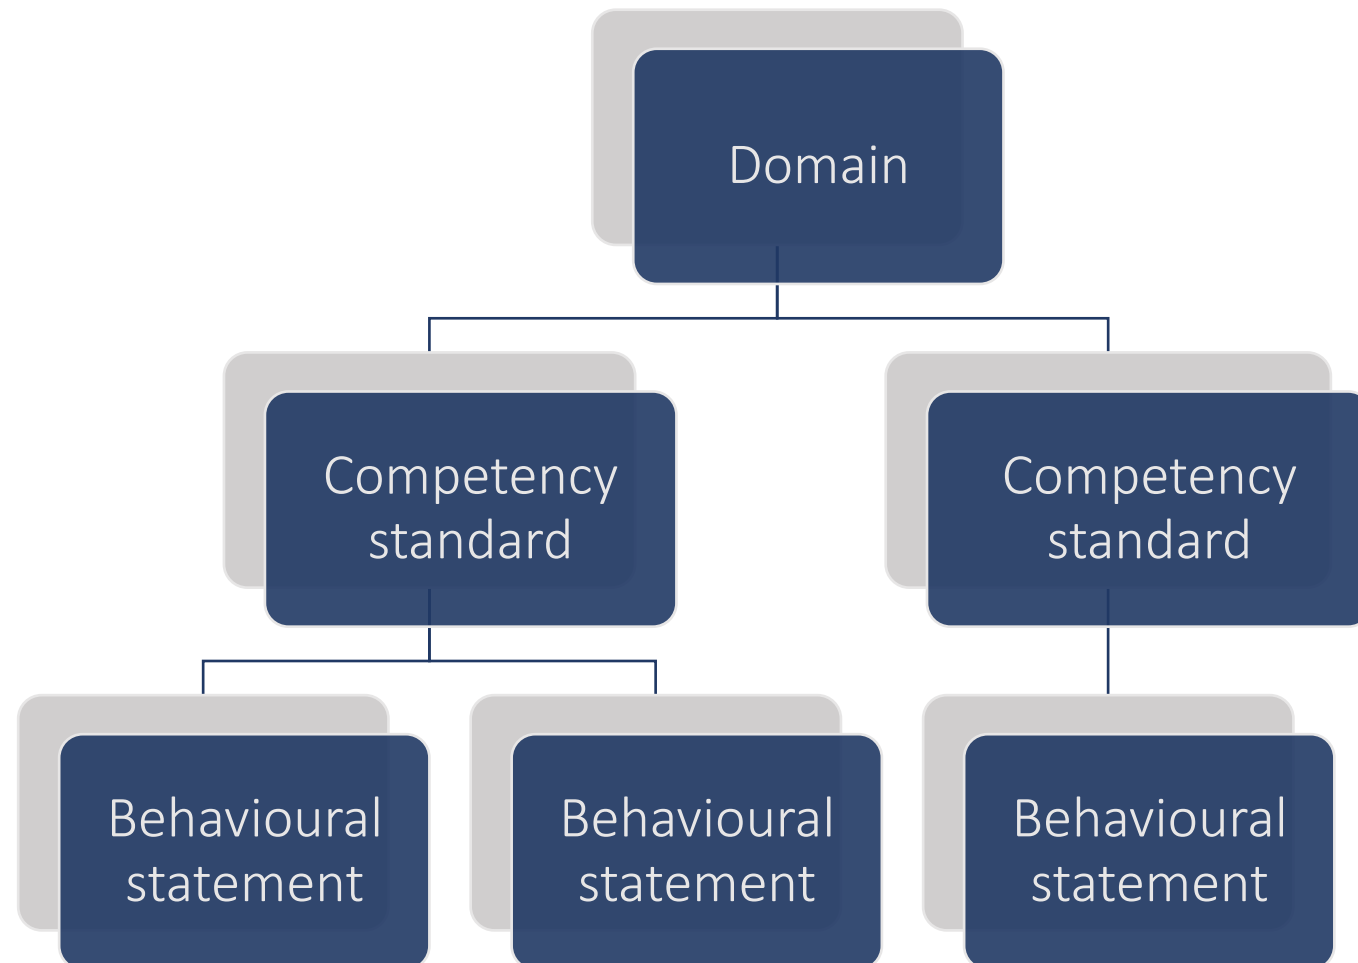 Domain
Competency
standard
Competency
standard
Behavioural
statement
Behavioural
statement
Behavioural
statement